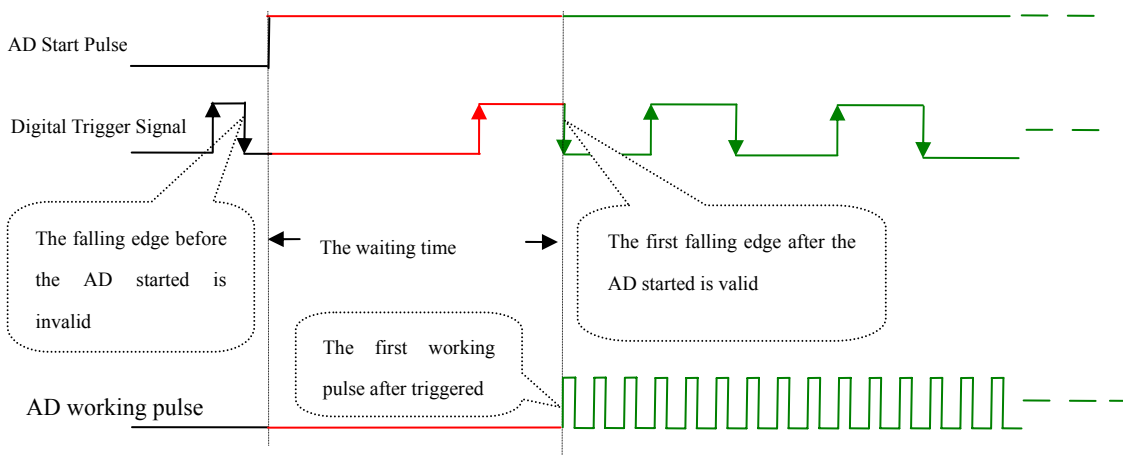 AD Start Pulse
Digital Trigger Signal
The falling edge before
the AD started is
invalid
The waiting time
The first falling edge after the
AD started is valid
The first working
pulse after triggered
AD working pulse